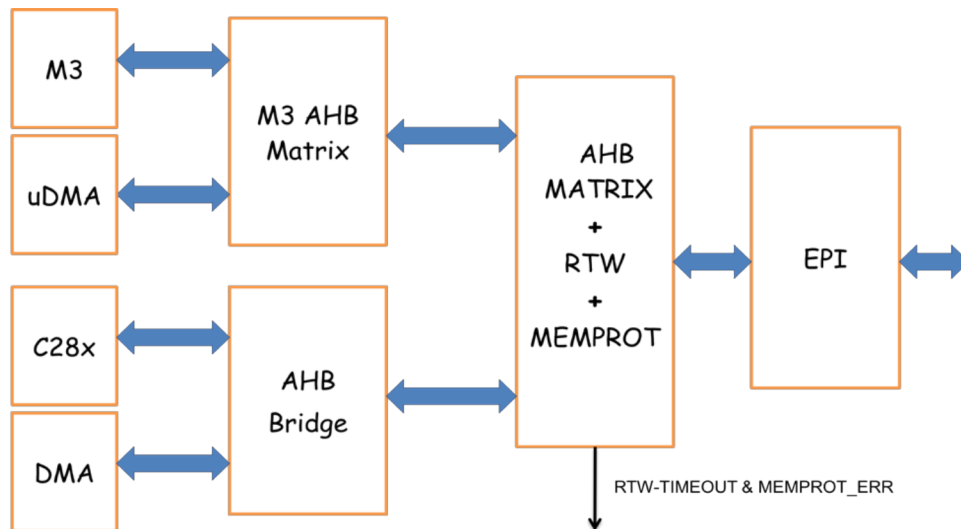 M3
uDMA
M3 AHB
Matrix
C28x
DMA
AHB
Bridge
AHB
MATRIX
+
RTW
+
MEMPROT
EPI
RTW-TIMEOUT & MEMPROT_ERR